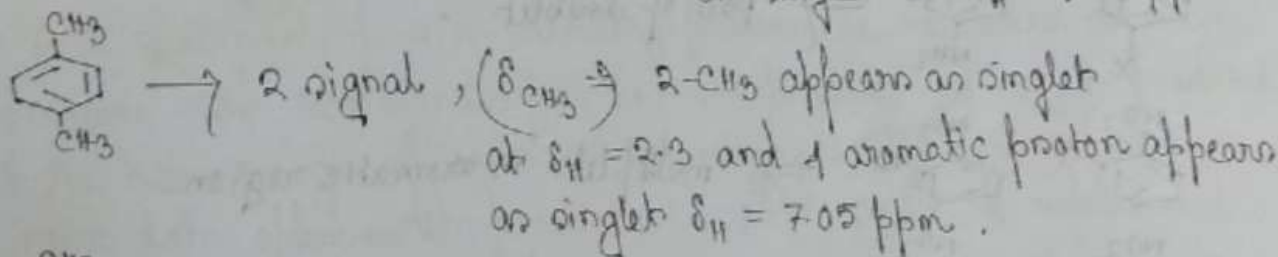 CH3
→ 2 signal, (δCH3 → 2-CH3 appears as singlet
CH3
at δH = 2.3 and 4 aromatic proton appears
as singlet δH = 7.05 ppm.